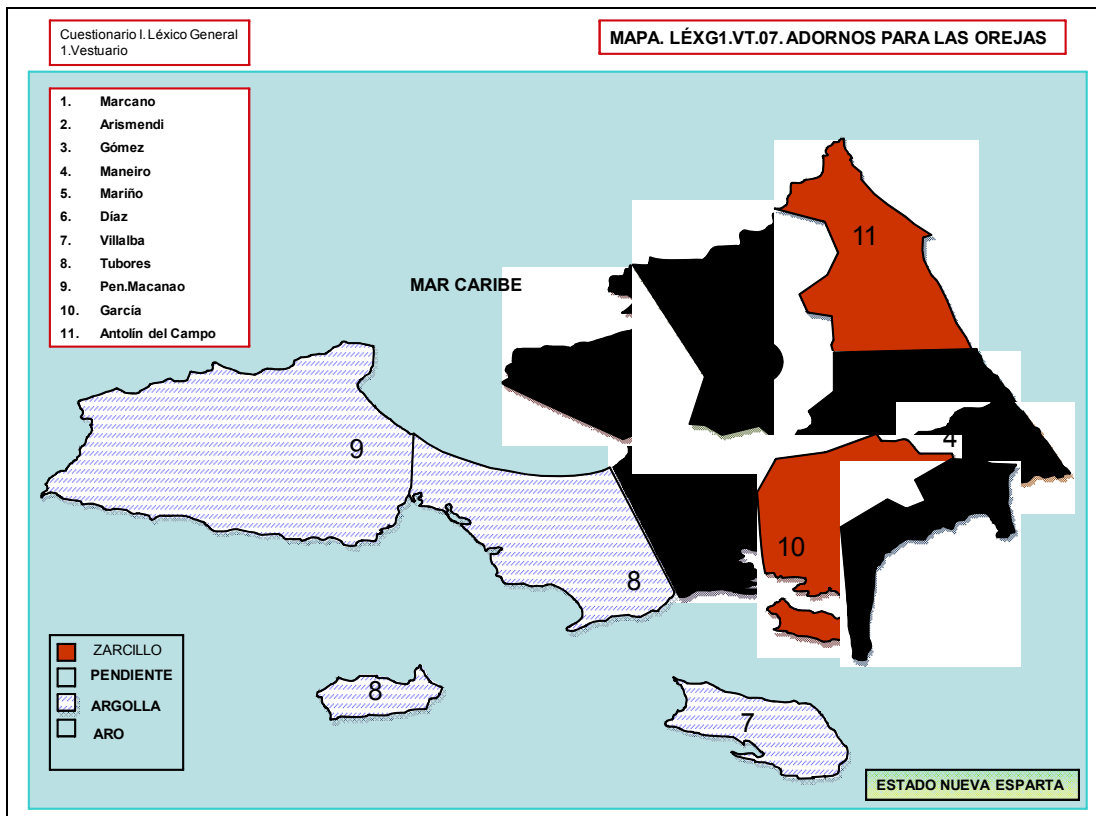 Cuestionario I. Léxico General
1.Vestuario
MAPA. LÉXG1.VT.07. ADORNOS PARA LAS OREJAS
1. Marcano
2. Arismendi
3. Gómez
4. Maneiro
5. Mariño
6. Díaz
7. Villalba
8. Tubores
9. Pen.Macanao
10. García
11. Antolín del Campo
MAR CARIBE
11
4
9
10
8
8
7
ZARCILLO
PENDIENTE
ARGOLLA
ARO
ESTADO NUEVA ESPARTA